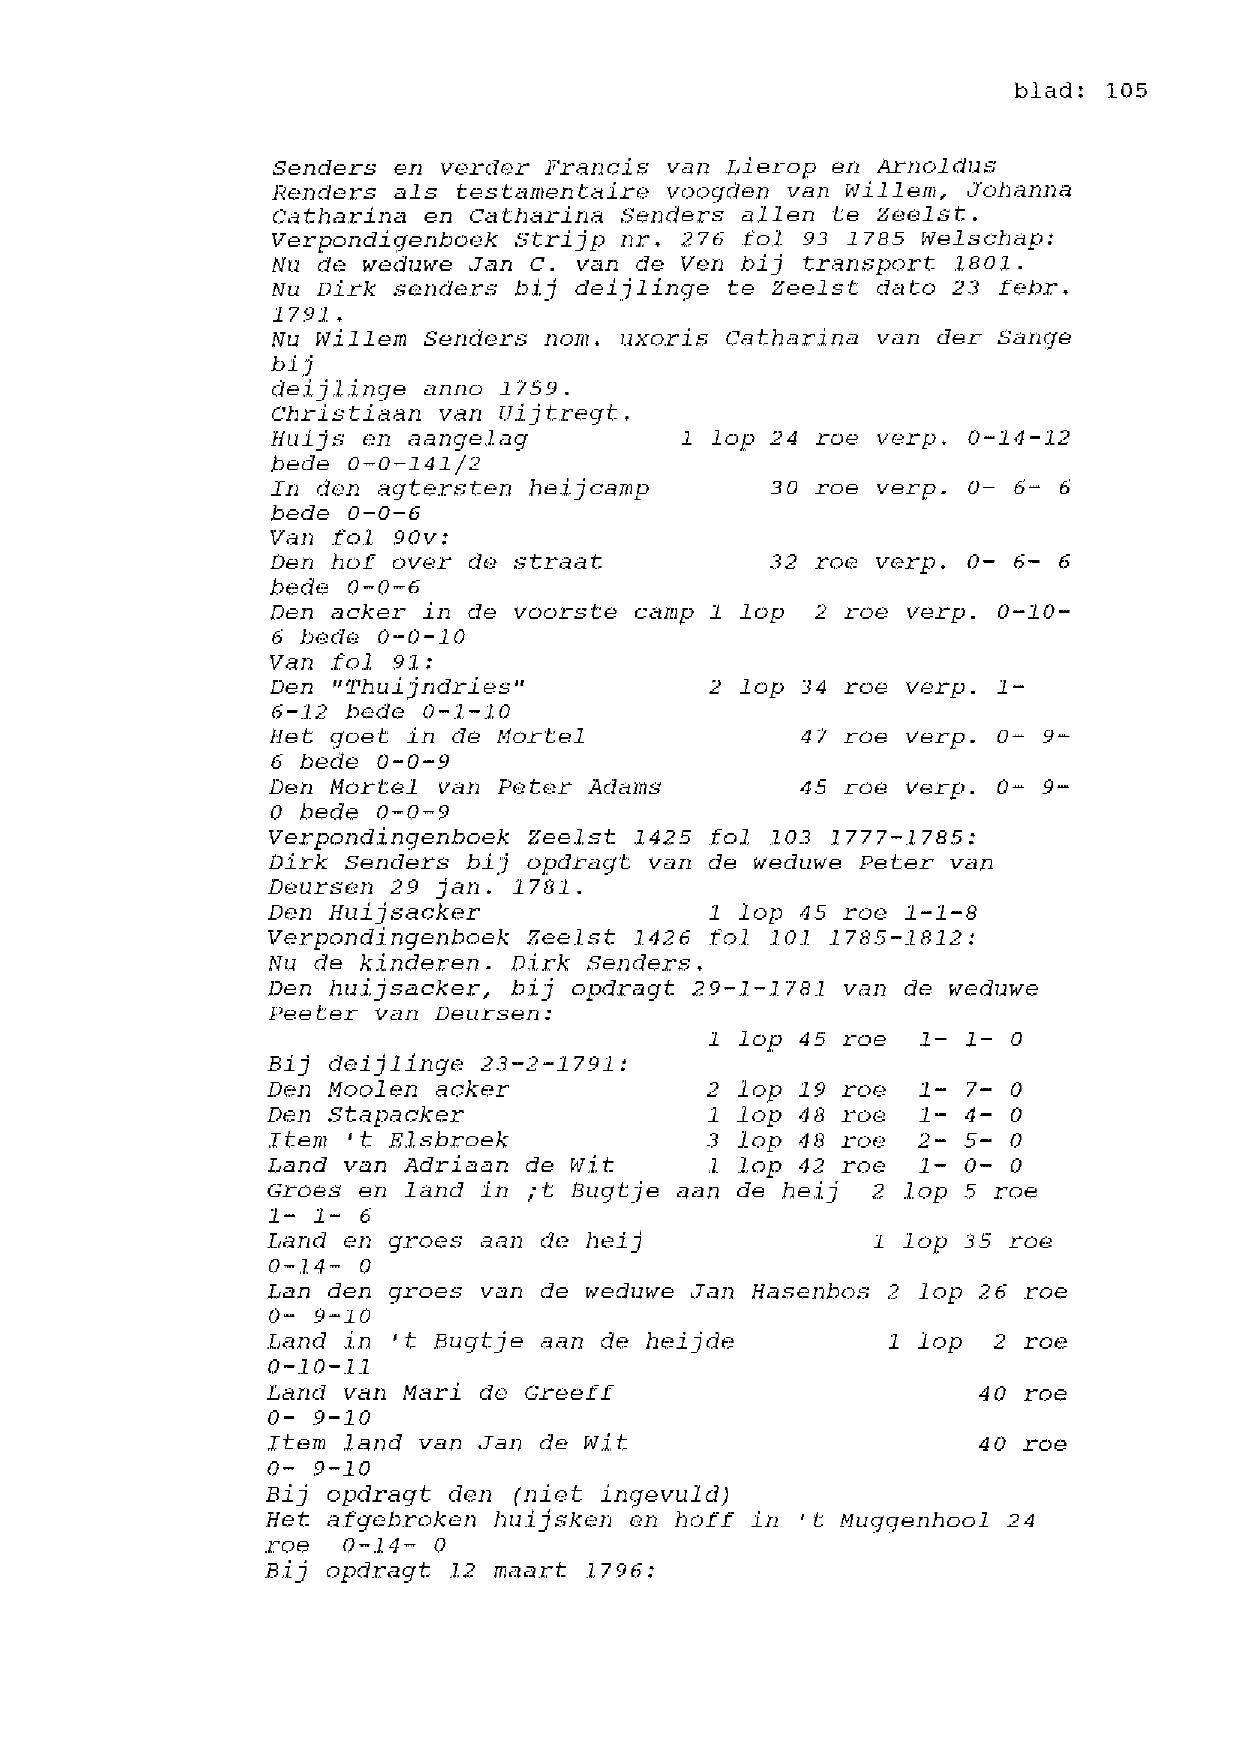 blad: 105
Senders en verder Francis van Lierop en Arnoldus
Renders als testamentaire voogden van Willem, Johanna
Catharina en Catharina Senders allen te Zeelst.
Verpondigenboek Strijp nr. 276 fol 93 1785 Welschap:
Nu de weduwe Jan C. van de Ven bij transport 1801.
Nu Dirk senders bij deijlinge te Zeelst dato 23 febr.
1791.
Nu Willem Senders nom. uxoris Catharina van der Sange
bij
deijlinge anno 1759.
Christiaan van Uijtregt.
Huijs en aangelag 1 lop 24 roe verp. 0-14-12
bede 0-0-141/2
In den agtersten heijcamp 30 roe verp. 0- 6- 6
bede 0-0-6
Van fol 90v:
Den hof over de straat 32 roe verp. 0- 6- 6
bede 0-0-6
Den acker in de voorste camp 1 lop 2 roe verp. 0-10-
6 bede 0-0-10
Van fol 91:
Den "Thuijndries" 2 lop 34 roe verp. 1-
6-12 bede 0-1-10
Het goet in de Mortel 47 roe verp. 0- 9-
6 bede 0-0-9
Den Mortel van Peter Adams 45 roe verp. 0- 9-
0 bede 0-0-9
Verpondingenboek Zeelst 1425 fol 103 1777-1785:
Dirk Senders bij opdragt van de weduwe Peter van
Deursen 29 jan. 1781.
Den Huijsacker 1 lop 45 roe 1-1-8
Verpondingenboek Zeelst 1426 fol 101 1785-1812:
Nu de kinderen. Dirk Senders.
Den huijsacker, bij opdragt 29-1-1781 van de weduwe
Peeter van Deursen:
1 lop 45 roe 1- 1- 0
Bij deijlinge 23-2-1791:
Den Moolen acker 2 lop 19 roe 1- 7- 0
Den Stapacker 1 lop 48 roe 1- 4- 0
Item 't Elsbroek 3 lop 48 roe 2- 5- 0
Land van Adriaan de Wit 1 lop 42 roe 1- 0- 0
Groes en land in ;t Bugtje aan de heij 2 lop 5 roe
1- 1- 6
Land en groes aan de heij 1 lop 35 roe
0-14- 0
Lan den groes van de weduwe Jan Hasenbos 2 lop 26 roe
0- 9-10
Land in 't Bugtje aan de heijde 1 lop 2 roe
0-10-11
Land van Mari de Greeff 40 roe
0- 9-10
Item land van Jan de Wit 40 roe
0- 9-10
Bij opdragt den (niet ingevuld)
Het afgebroken huijsken en hoff in 't Muggenhool 24
roe 0-14- 0
Bij opdragt 12 maart 1796: